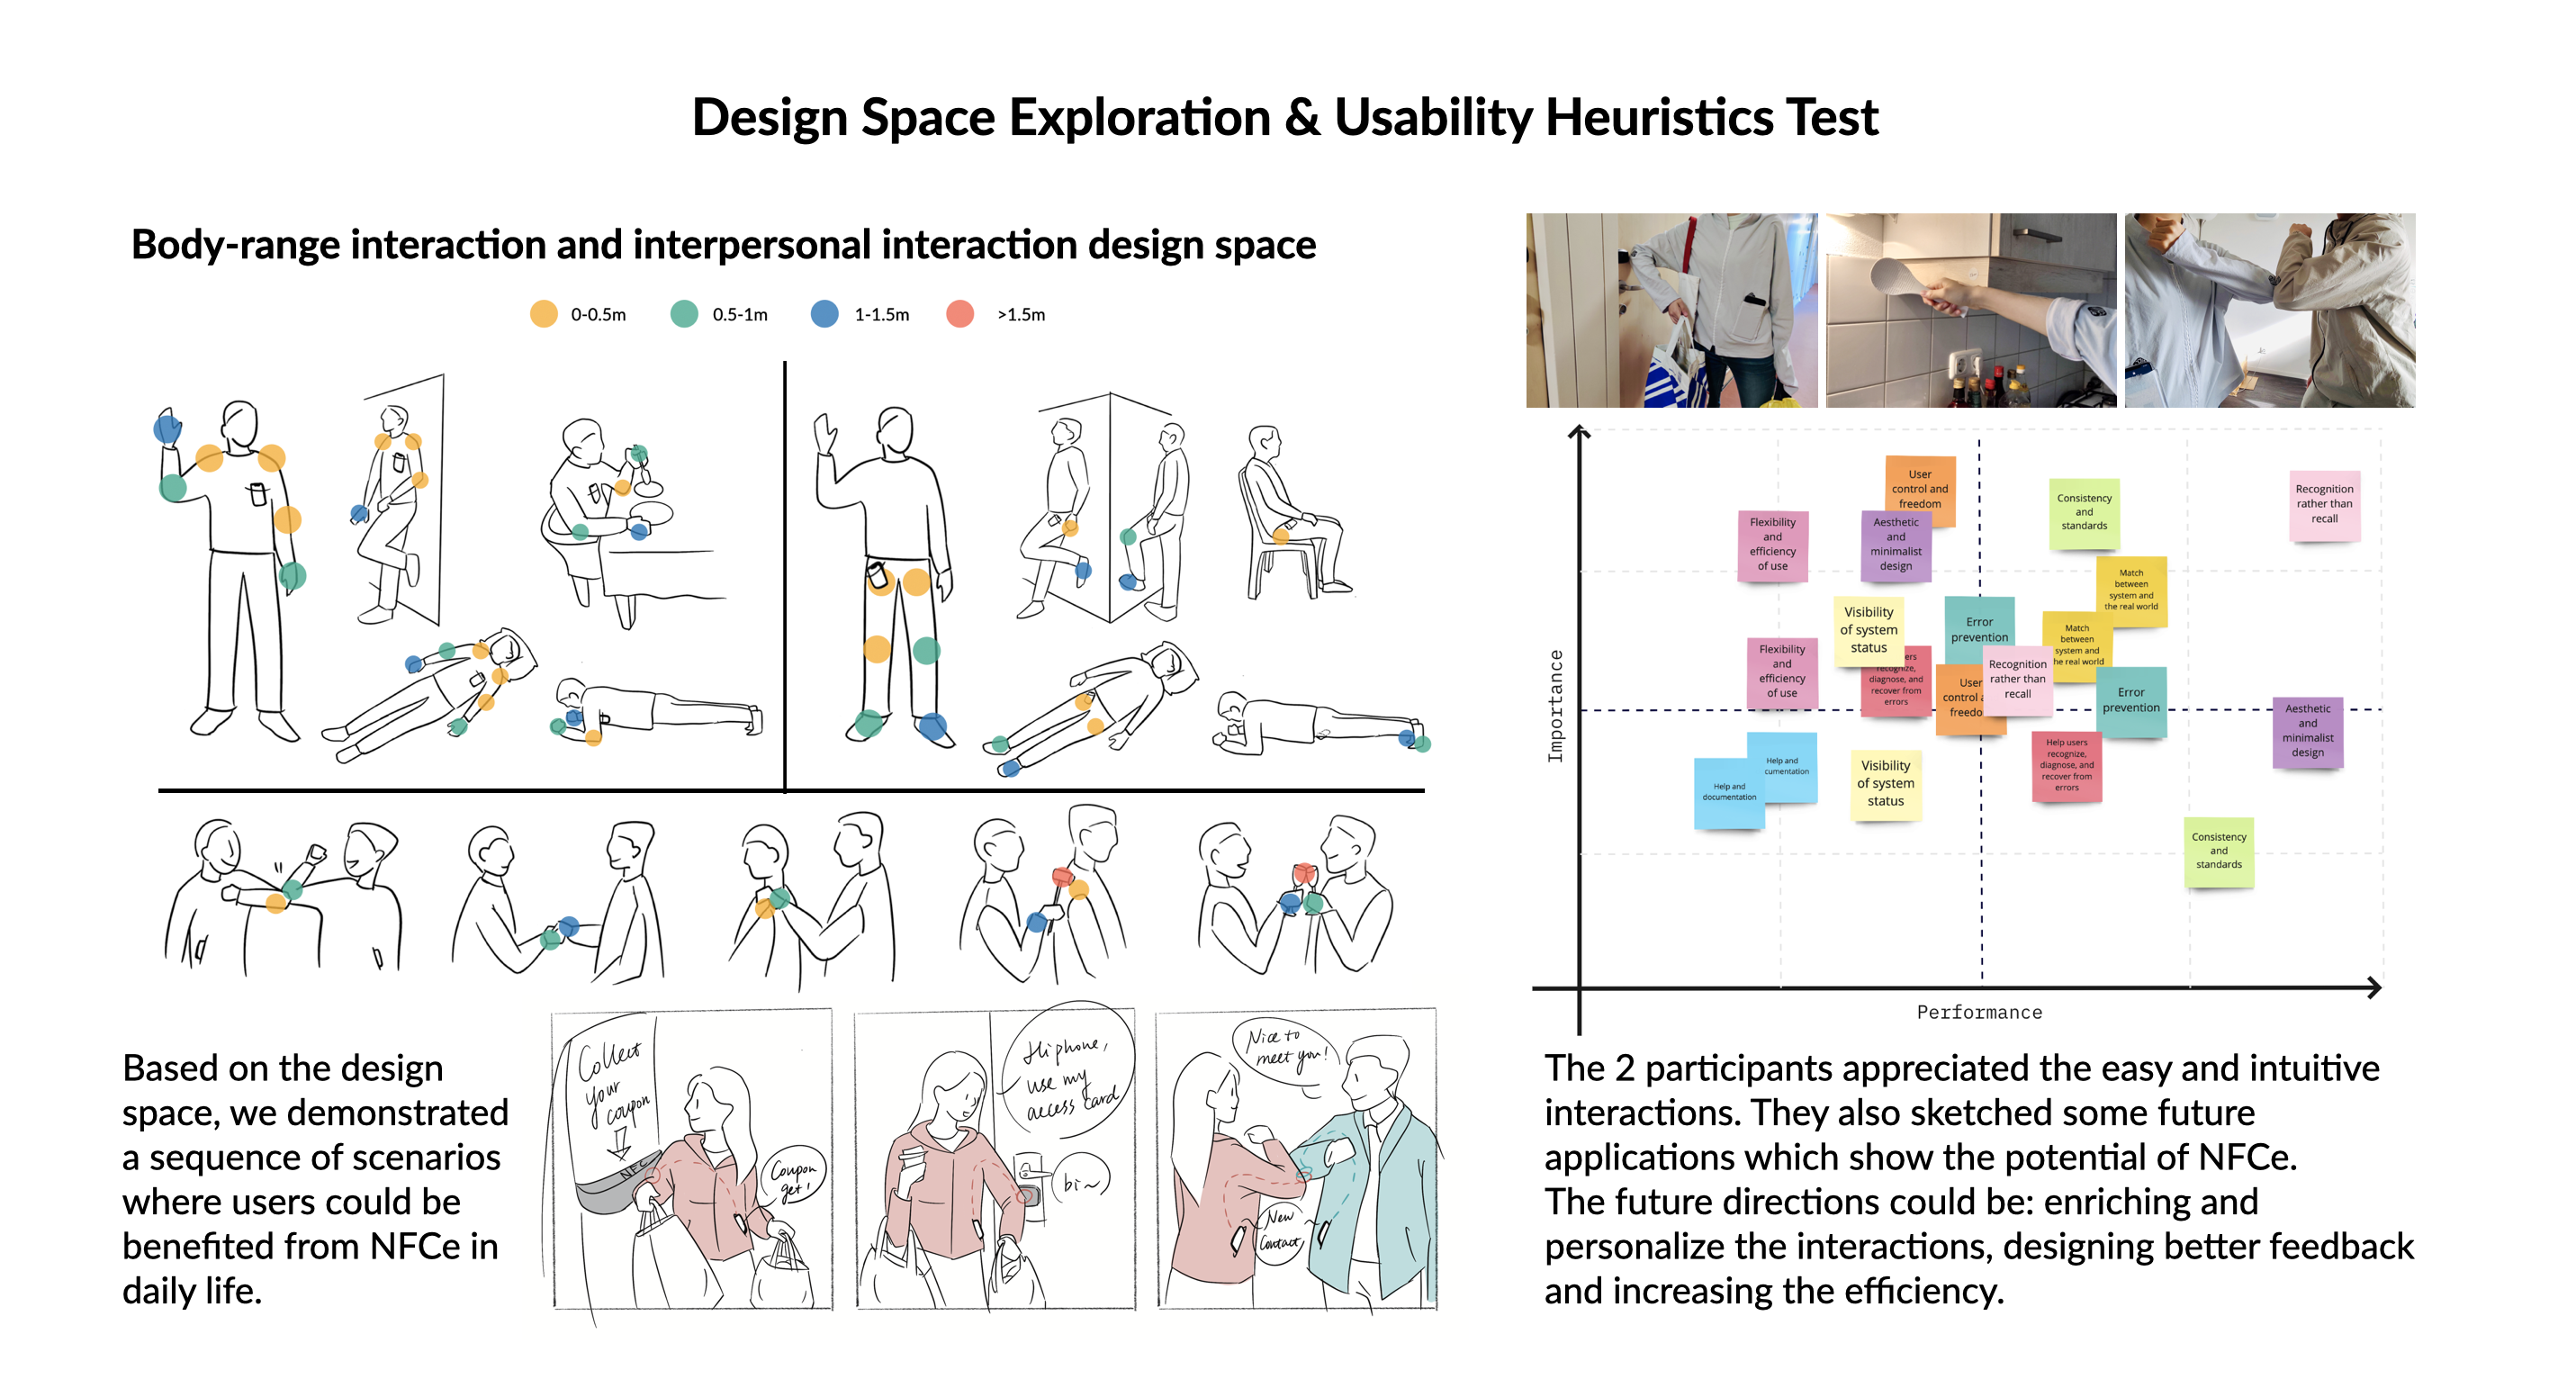 Design Space Exploration & Usability Heuristics Test
Body-range interaction and interpersonal interaction design space
0-0.5m
0.5-1m
1-1.5m
>1.5m
Based on the design
space, we demonstrated
a sequence of scenarios
where users could be
benefited from NFCe in
daily life.
Collect
your
coupon
NFC
Coupon
get!
Hi phone,
use my
access card
bi~
Nice to
meet you!
New
Contact
User
control and
freedom
Flexibility
and
efficiency
of use
Aesthetic
and
minimalist
design
Consistency
and
standards
Recognition
rather than
recall
Match
between
system and
the real world
Visibility
of system
status
Error
prevention
Match
between
system and
he real world
Flexibility
and
efficiency
of use
ers
recognize,
diagnose, and
recover from
errors
User
control a
freedo
Recognition
rather than
recall
Error
prevention
Aesthetic
and
minimalist
design
Help and
cumentation
Help and
documentation
Visibility
of system
status
Help users
recognize,
diagnose, and
recover from
errors
Consistency
and
standards
Importance
Performance
The 2 participants appreciated the easy and intuitive
interactions. They also sketched some future
applications which show the potential of NFCe.
The future directions could be: enriching and
personalize the interactions, designing better feedback
and increasing the efficiency.